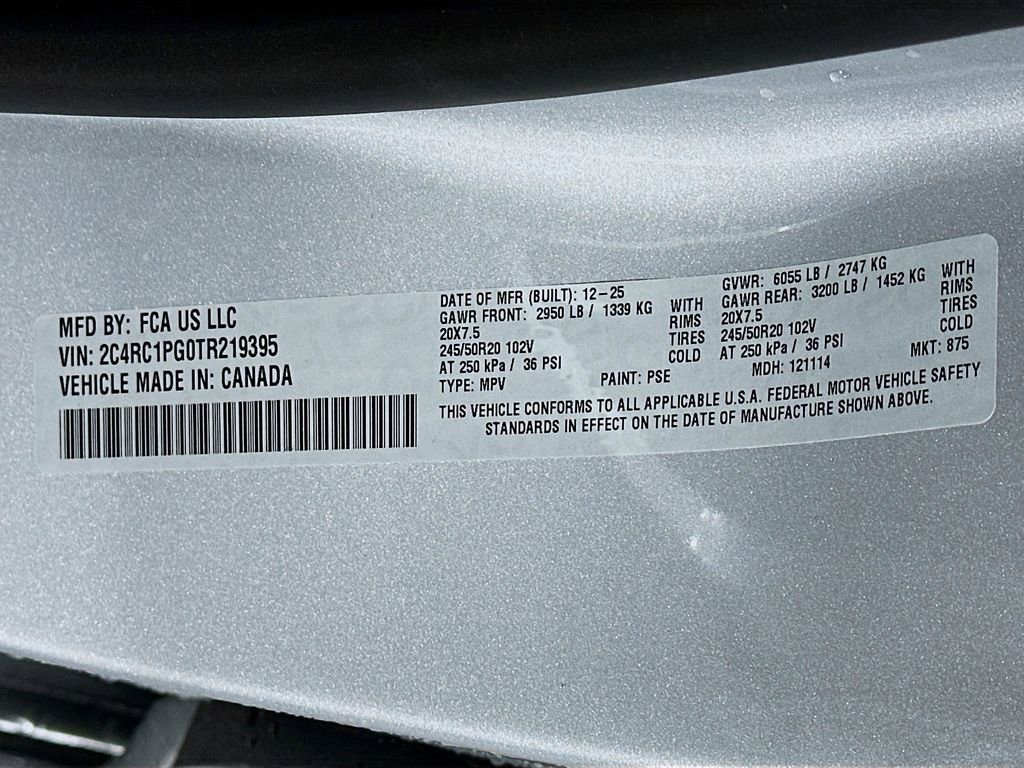 MFD BY: FCA US LLC
VIN: 2C4RC1PG0TR219395
VEHICLE MADE IN: CANADA
DATE OF MFR (BUILT): 12-25
GAWR FRONT: 2950 LB / 1339 KG
20X7.5
245/50R20 102V
AT 250 kPa / 36 PSI
TYPE: MPV
WITH
RIMS
TIRES
COLD
PAINT: PSE
GVWR: 6055 LB / 2747 KG
GAWR REAR: 3200 LB / 1452 KG
20X7.5
245/50R20 102V
AT 250 kPa / 36 PSI
WITH
RIMS
TIRES
COLD
MDH: 121114
MKT: 875
THIS VEHICLE CONFORMS TO ALL APPLICABLE U.S.A. FEDERAL MOTOR VEHICLE SAFETY
STANDARDS IN EFFECT ON THE DATE OF MANUFACTURE SHOWN ABOVE.